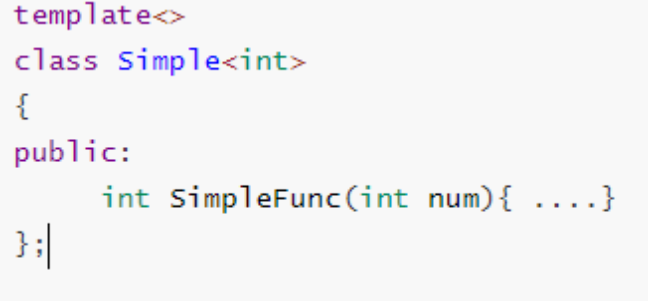 template<>
class Simple<int>
{
public:
     int SimpleFunc(int num){ ....}
};